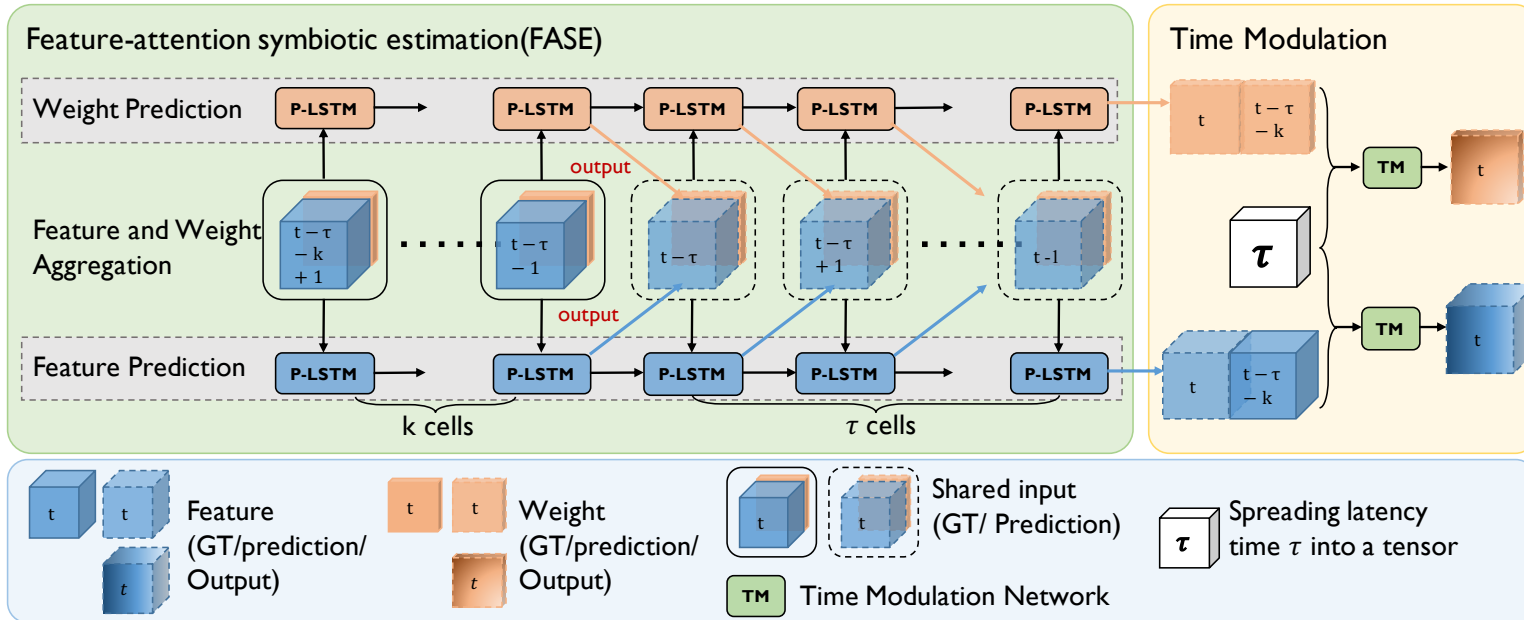 Feature-attention symbiotic estimation(FASE)
Time Modulation
Weight Prediction
P-LSTM
P-LSTM
P-LSTM
P-LSTM
P-LSTM
output
Feature and Weight
Aggregation
t − τ
− k
+ 1
t − τ
− 1
t − τ
t − τ
+ 1
t -1
output
Feature Prediction
P-LSTM
P-LSTM
P-LSTM
P-LSTM
P-LSTM
k cells
τ cells
t
t − τ
− k
TM
t
τ
t
t − τ
− k
TM
t
t
t
t
Feature
(GT/prediction/
Output)
t
t
t
Weight
(GT/prediction/
Output)
t
t
Shared input
(GT/ Prediction)
TM
Time Modulation Network
τ
Spreading latency
time τ into a tensor